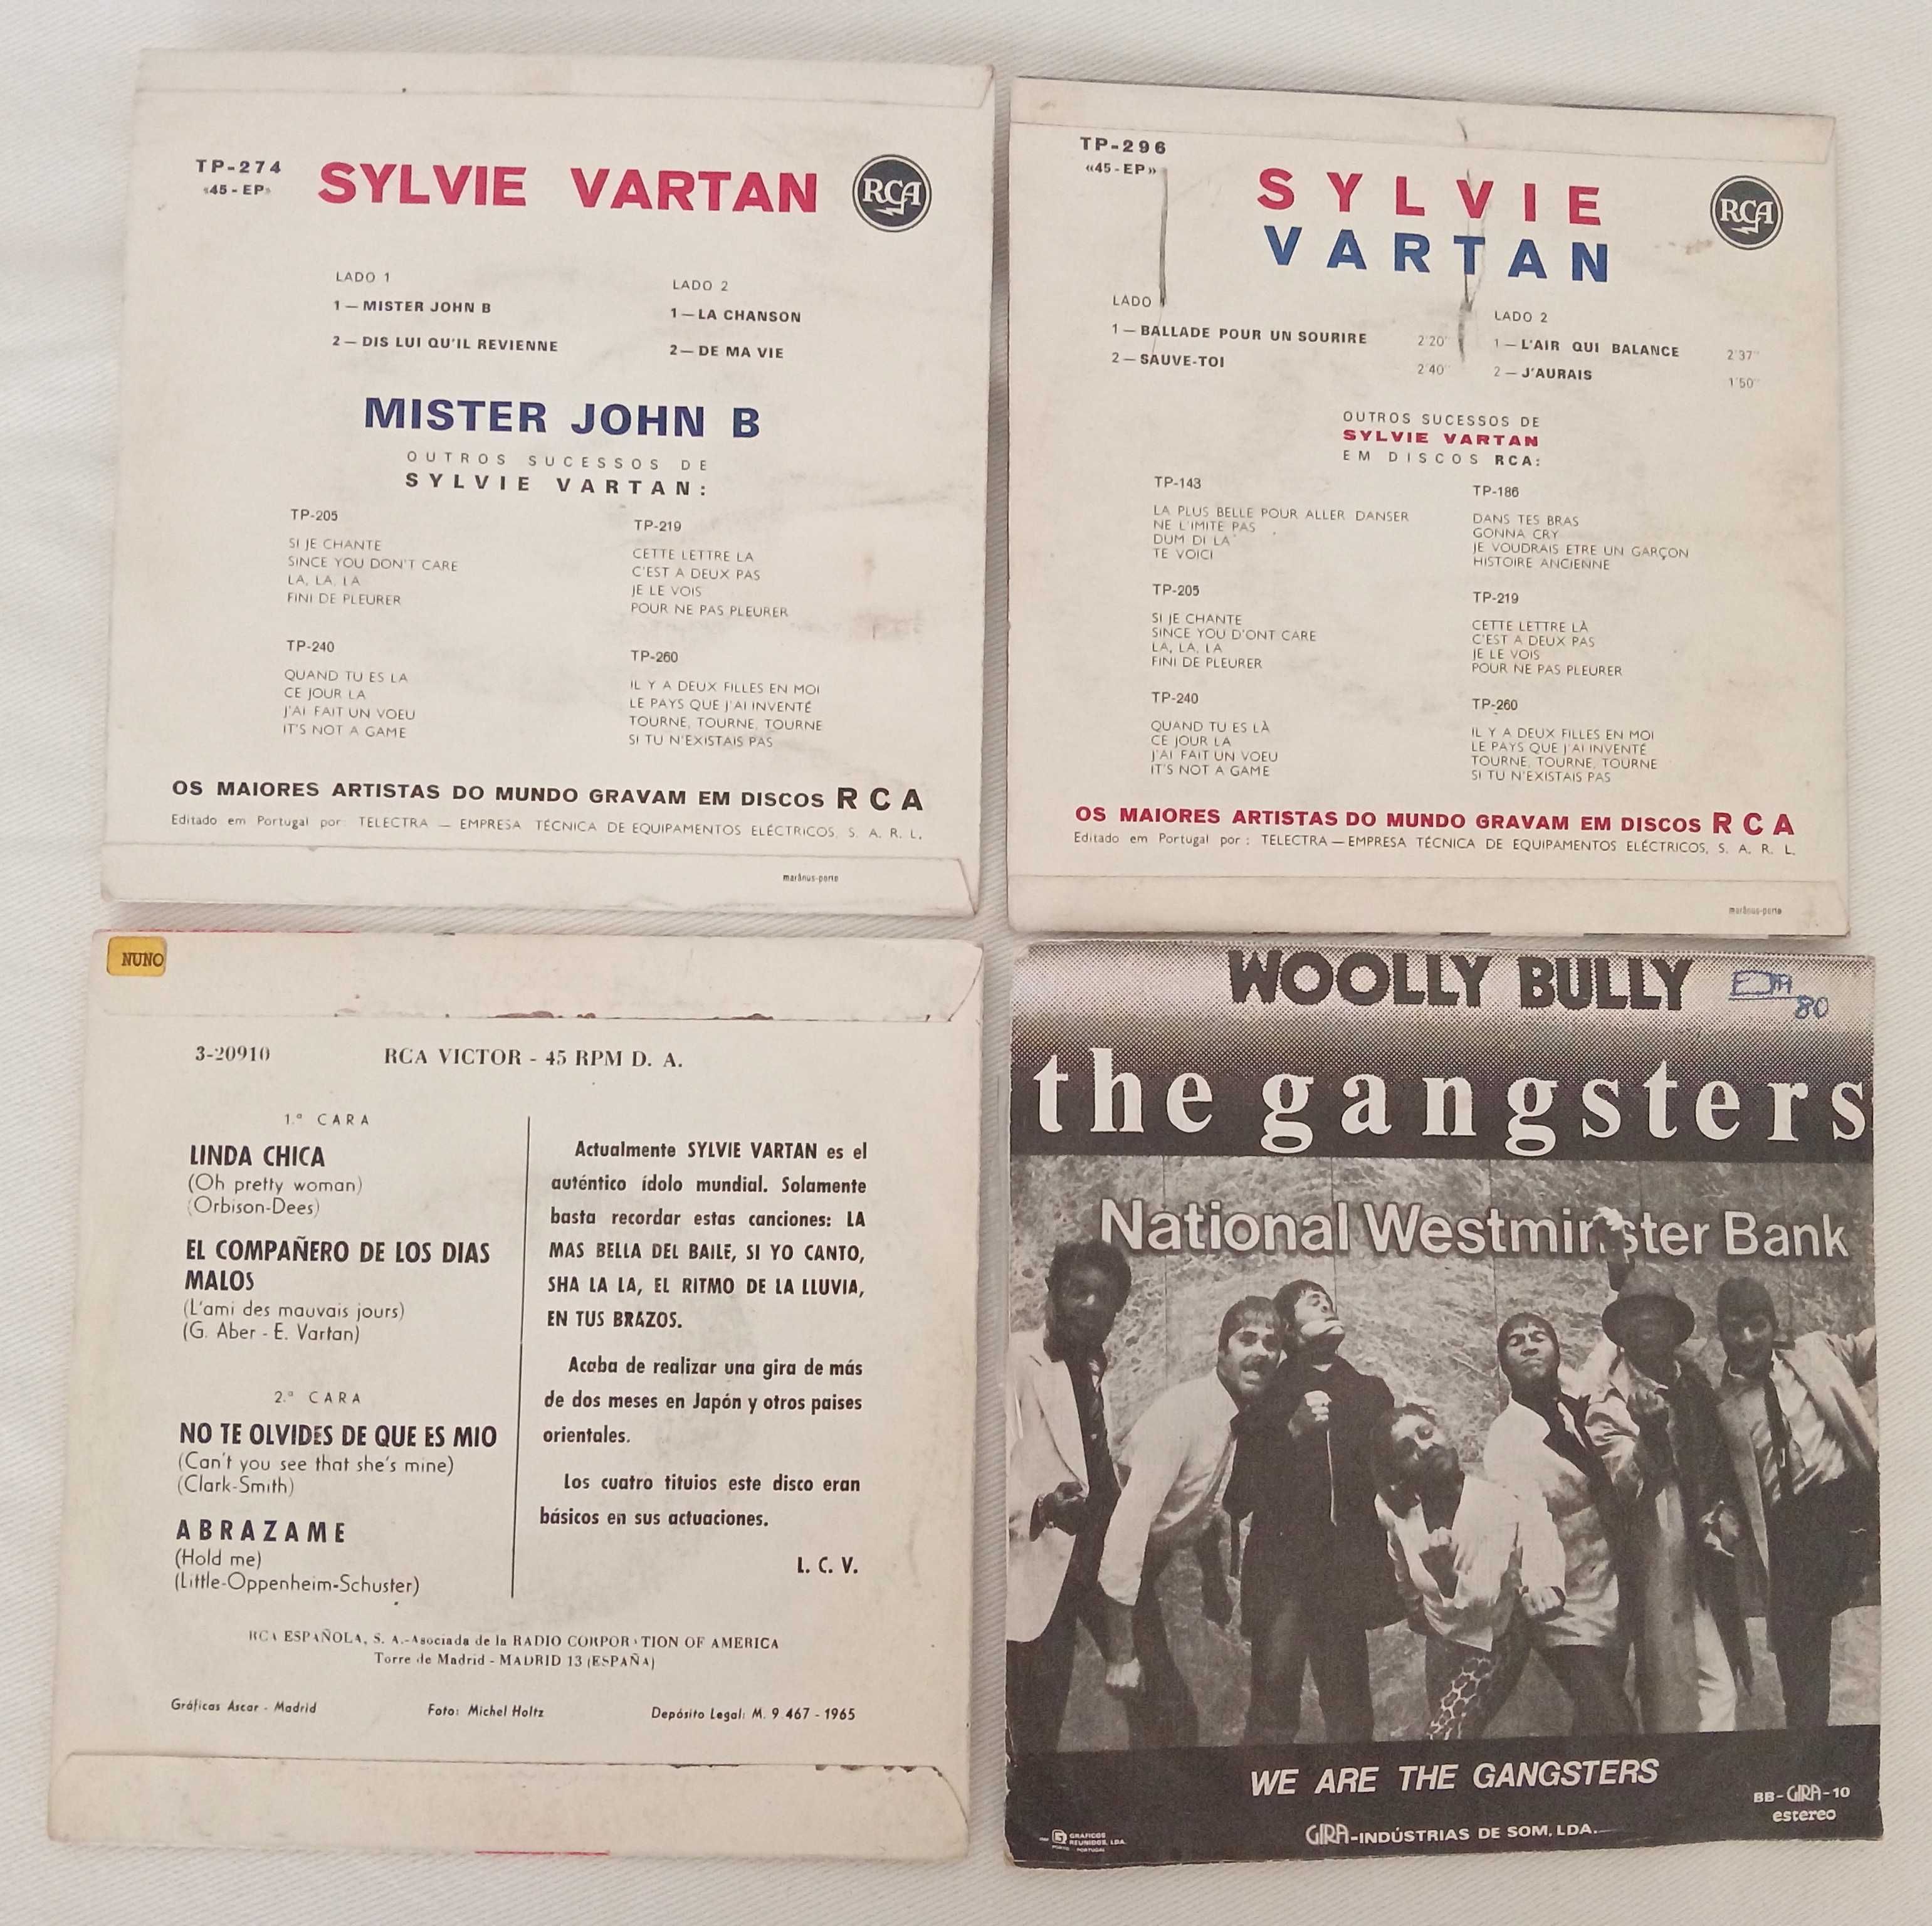 TP-274
«45-EP»
SYLVIE VARTAN
RCA
LADO 1
1 — MISTER JOHN B
2 — DIS LUI QU'IL REVIENNE
LADO 2
1 — LA CHANSON
2 — DE MA VIE
MISTER JOHN B
OUTROS SUCESSOS DE
SYLVIE VARTAN:
TP-205
SI JE CHANTE
SINCE YOU DON'T CARE
LA, LA, LA
FINI DE PLEURER
TP-219
CETTE LETTRE LA
C'EST A DEUX PAS
JE LE VOIS
POUR NE PAS PLEURER
TP-240
QUAND TU ES LA
CE JOUR LA
J'AI FAIT UN VOEU
IT'S NOT A GAME
TP-260
IL Y A DEUX FILLES EN MOI
LE PAYS QUE J'AI INVENTÉ
TOURNE, TOURNE, TOURNE
SI TU N'EXISTAIS PAS
OS MAIORES ARTISTAS DO MUNDO GRAVAM EM DISCOS RCA
Editado em Portugal por: TELECTRA — EMPRESA TÉCNICA DE EQUIPAMENTOS ELÉCTRICOS, S. A. R. L.
marânus-porto
TP-296
«45-EP»
SYLVIE
VARTAN
RCA
LADO
1 — BALLADE POUR UN SOURIRE 2'20"
2 — SAUVE-TOI 2'40"
LADO 2
1 — L'AIR QUI BALANCE 2'37"
2 — J'AURAIS 1'50"
OUTROS SUCESSOS DE
SYLVIE VARTAN
EM DISCOS RCA:
TP-143
LA PLUS BELLE POUR ALLER DANSER
NE L'IMITE PAS
DUM DI LA
TE VOICI
TP-186
DANS TES BRAS
GONNA CRY
JE VOUDRAIS ETRE UN GARÇON
HISTOIRE ANCIENNE
TP-205
SI JE CHANTE
SINCE YOU D'ONT CARE
LA, LA, LA
FINI DE PLEURER
TP-219
CETTE LETTRE LÀ
C'EST A DEUX PAS
JE LE VOIS
POUR NE PAS PLEURER
TP-240
QUAND TU ES LÀ
CE JOUR LA
J'AI FAIT UN VOEU
IT'S NOT A GAME
TP-260
IL Y A DEUX FILLES EN MOI
LE PAYS QUE J'AI INVENTÉ
TOURNE, TOURNE, TOURNE
SI TU N'EXISTAIS PAS
OS MAIORES ARTISTAS DO MUNDO GRAVAM EM DISCOS RCA
Editado em Portugal por: TELECTRA — EMPRESA TÉCNICA DE EQUIPAMENTOS ELÉCTRICOS, S. A. R. L.
marânus-porto
NUNO
3-20910 RCA VICTOR - 45 RPM D. A.
1.ª CARA
LINDA CHICA
(Oh pretty woman)
(Orbison-Dees)
EL COMPAÑERO DE LOS DIAS
MALOS
(L'ami des mauvais jours)
(G. Aber - E. Vartan)
2.ª CARA
NO TE OLVIDES DE QUE ES MIO
(Can't you see that she's mine)
(Clark-Smith)
ABRAZAME
(Hold me)
(Little-Oppenheim-Schuster)
Actualmente SYLVIE VARTAN es el
auténtico ídolo mundial. Solamente
basta recordar estas canciones: LA
MAS BELLA DEL BAILE, SI YO CANTO,
SHA LA LA, EL RITMO DE LA LLUVIA,
EN TUS BRAZOS.
Acaba de realizar una gira de más
de dos meses en Japón y otros paises
orientales.
Los cuatro tituios este disco eran
básicos en sus actuaciones.
L. C. V.
RCA ESPAÑOLA, S. A.-Asociada de la RADIO CORPORATION OF AMERICA
Torre de Madrid - MADRID 13 (ESPAÑA)
Gráficas Ascar - Madrid Foto: Michel Holtz Depósito Legal: M. 9.467 - 1965
WOOLLY BULLY
80
the gangsters
National Westminster Bank
WE ARE THE GANGSTERS
BB-GIRA-10
estereo
GIRA-INDÚSTRIAS DE SOM, LDA.
GRAFICOS
REUNIDOS, LDA.
PORTO PORTUGAL